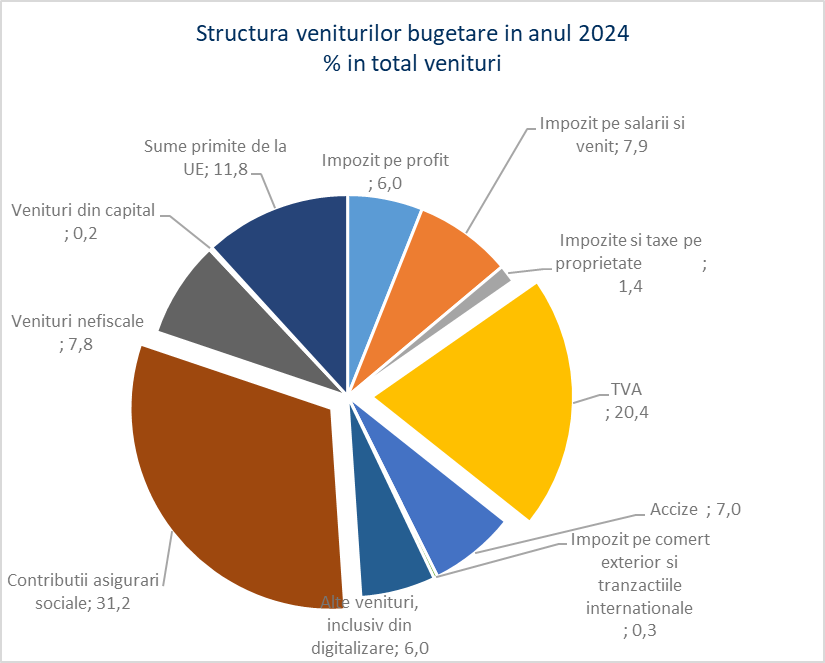 Structura veniturilor bugetare in anul 2024
% in total venituri
Impozit pe salarii si
venit; 7,9
Sume primite de la
UE; 11,8
Impozit pe profit
; 6,0
Venituri din capital
; 0,2
Impozite si taxe pe
proprietate ;
1,4
Venituri nefiscale
; 7,8
TVA
; 20,4
Accize ; 7,0
Impozit pe comert
exterior si
tranzactiile
internationale
; 0,3
Contributii asigurari
sociale; 31,2
Alte venituri,
inclusiv din
digitalizare; 6,0